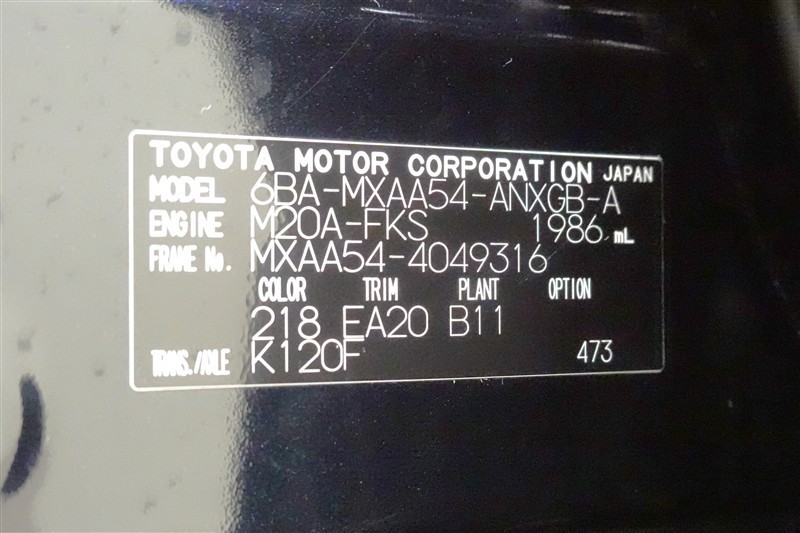 TOYOTA MOTOR CORPORATION JAPAN
MODEL 6BA-MXAA54-ANXGB-A
ENGINE M20A-FKS 1986 mL
FRAME No. MXAA54-4049316
COLOR TRIM PLANT OPTION
218 EA20 B11
TRANS./AXLE K120F 473